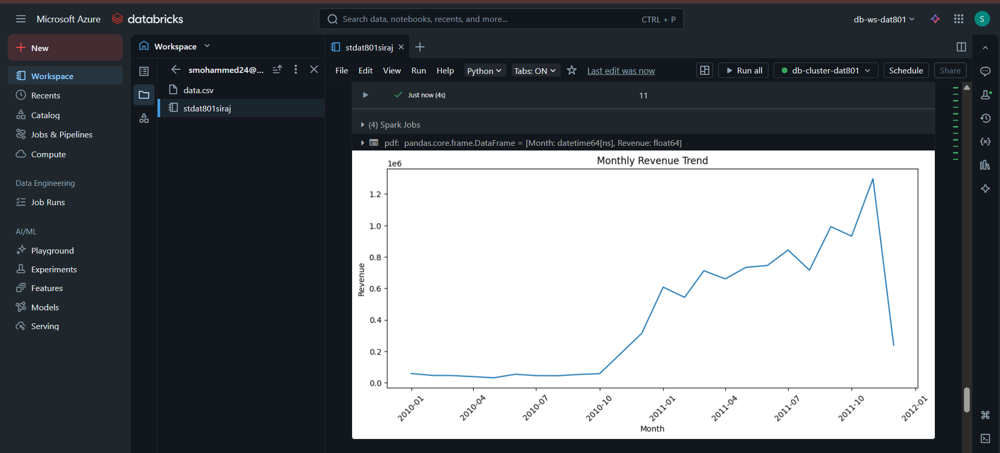 Microsoft Azure
databricks
Search data, notebooks, recents, and more...
CTRL + P
db-ws-dat801
S
New
Workspace
Recents
Catalog
Jobs & Pipelines
Compute
Data Engineering
Job Runs
AI/ML
Playground
Experiments
Features
Models
Serving
Workspace
smohammed24@...
data.csv
stdat801siraj
stdat801siraj
File Edit View Run Help Python Tabs: ON Last edit was now
Run all
db-cluster-dat801
Schedule
Share
Just now (4s)
11
(4) Spark Jobs
pdf: pandas.core.frame.DataFrame = [Month: datetime64[ns], Revenue: float64]
Monthly Revenue Trend
1e6
1.2
1.0
0.8
0.6
0.4
0.2
0.0
Revenue
2010-01
2010-04
2010-07
2010-10
2011-01
2011-04
2011-07
2011-10
2012-01
Month